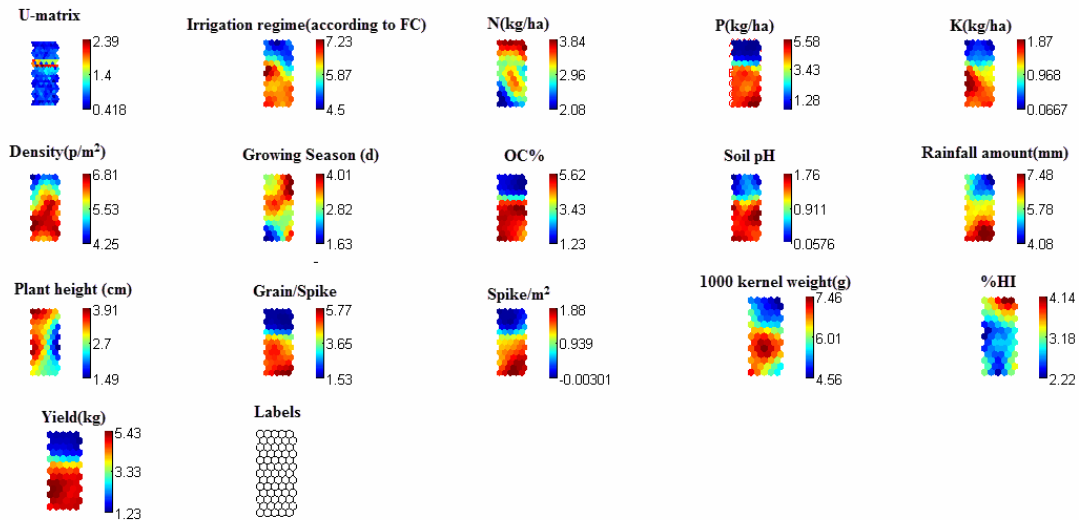 U-matrix
2.39
1.4
0.418
Irrigation regime(according to FC)
7.23
5.87
4.5
N(kg/ha)
3.84
2.96
2.08
P(kg/ha)
5.58
3.43
1.28
K(kg/ha)
1.87
0.968
0.0667
Density(p/m²)
6.81
5.53
4.25
Growing Season (d)
4.01
2.82
1.63
OC%
5.62
3.43
1.23
Soil pH
1.76
0.911
0.0576
Rainfall amount(mm)
7.48
5.78
4.08
Plant height (cm)
3.91
2.7
1.49
Grain/Spike
5.77
3.65
1.53
Spike/m²
1.88
0.939
-0.00301
1000 kernel weight(g)
7.46
6.01
4.56
%HI
4.14
3.18
2.22
Yield(kg)
5.43
3.33
1.23
Labels